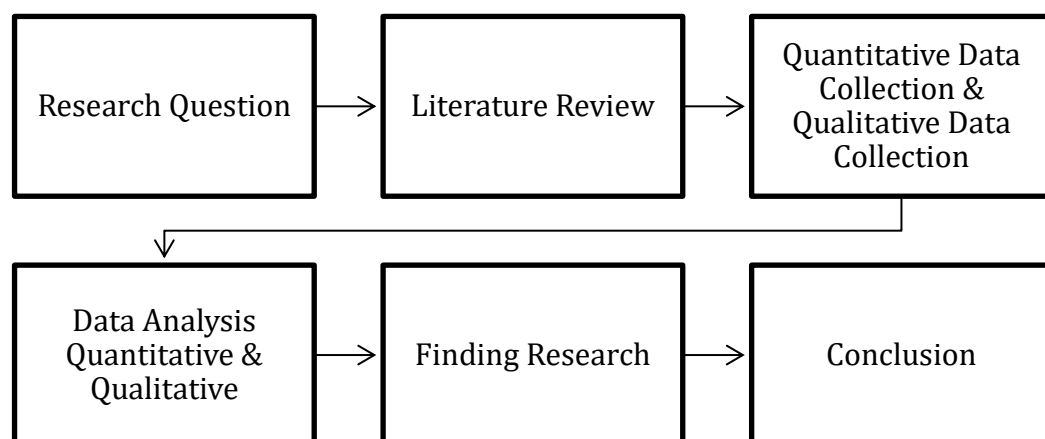 Research Question
Literature Review
Quantitative Data
Collection &
Qualitative Data
Collection
Data Analysis
Quantitative &
Qualitative
Finding Research
Conclusion